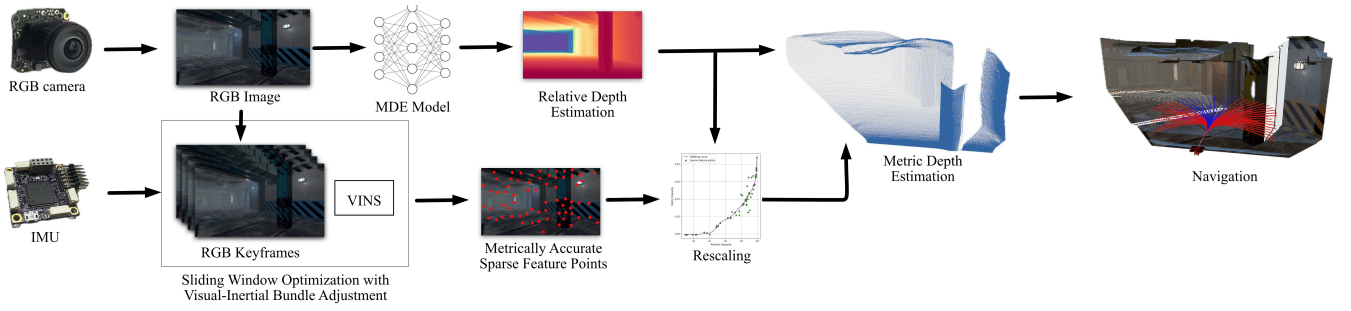 RGB camera
RGB Image
MDE Model
Relative Depth
Estimation
IMU
RGB Keyframes
VINS
Sliding Window Optimization with
Visual-Inertial Bundle Adjustment
Metrically Accurate
Sparse Feature Points
Rescaling
Metric Depth
Estimation
Navigation